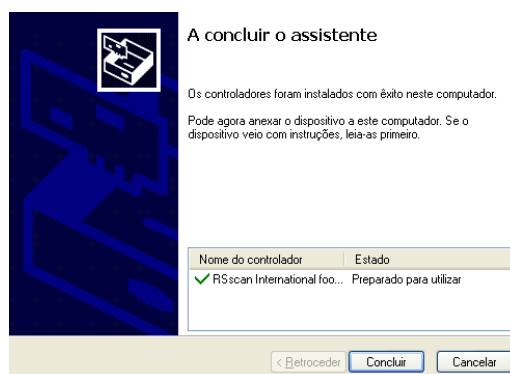 A concluir o assistente
Os controladores foram instalados com êxito neste computador.
Pode agora anexar o dispositivo a este computador. Se o
dispositivo veio com instruções, leia-as primeiro.
Nome do controlador Estado
RSscan International foo... Preparado para utilizar
< Retroceder Concluir Cancelar